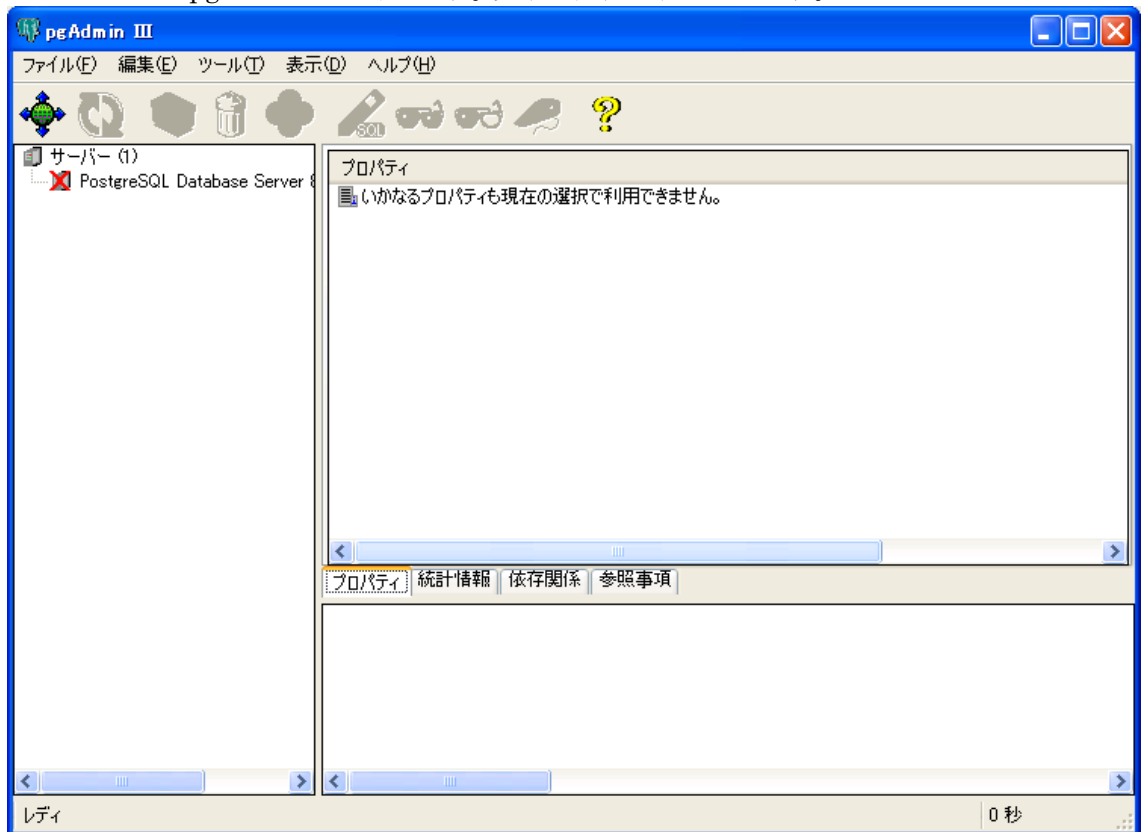 pgAdmin III
ファイル(F) 編集(E) ツール(T) 表示(D) ヘルプ(H)
SQL
サーバー (1)
PostgreSQL Database Server 8
プロパティ
いかなるプロパティも現在の選択で利用できません。
プロパティ 統計情報 依存関係 参照事項
レディ
0 秒